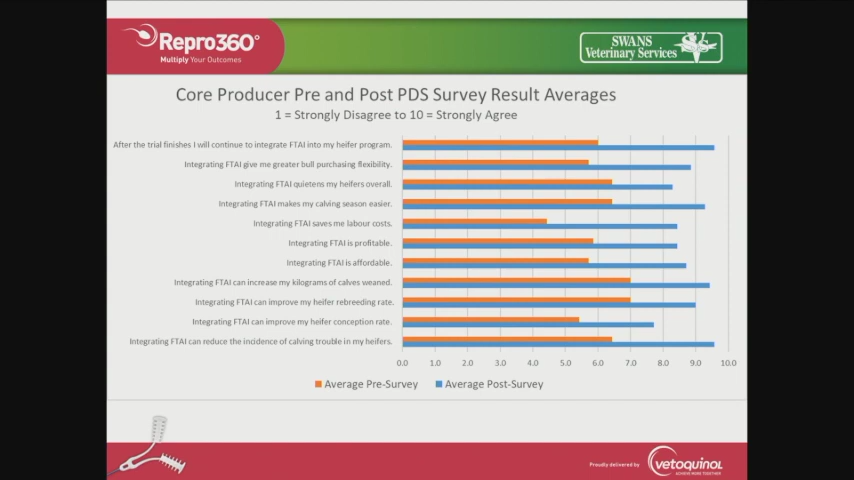 Repro360°
Multiply Your Outcomes
SWANS
Veterinary Services
Core Producer Pre and Post PDS Survey Result Averages
1 = Strongly Disagree to 10 = Strongly Agree
After the trial finishes I will continue to integrate FTAI into my heifer program.
Integrating FTAI give me greater bull purchasing flexibility.
Integrating FTAI quietens my heifers overall.
Integrating FTAI makes my calving season easier.
Integrating FTAI saves me labour costs.
Integrating FTAI is profitable.
Integrating FTAI is affordable.
Integrating FTAI can increase my kilograms of calves weaned.
Integrating FTAI can improve my heifer rebreeding rate.
Integrating FTAI can improve my heifer conception rate.
Integrating FTAI can reduce the incidence of calving trouble in my heifers.
0.0 1.0 2.0 3.0 4.0 5.0 6.0 7.0 8.0 9.0 10.0
Average Pre-Survey Average Post-Survey
Proudly delivered by
vetoquinol
ACHIEVE MORE TOGETHER